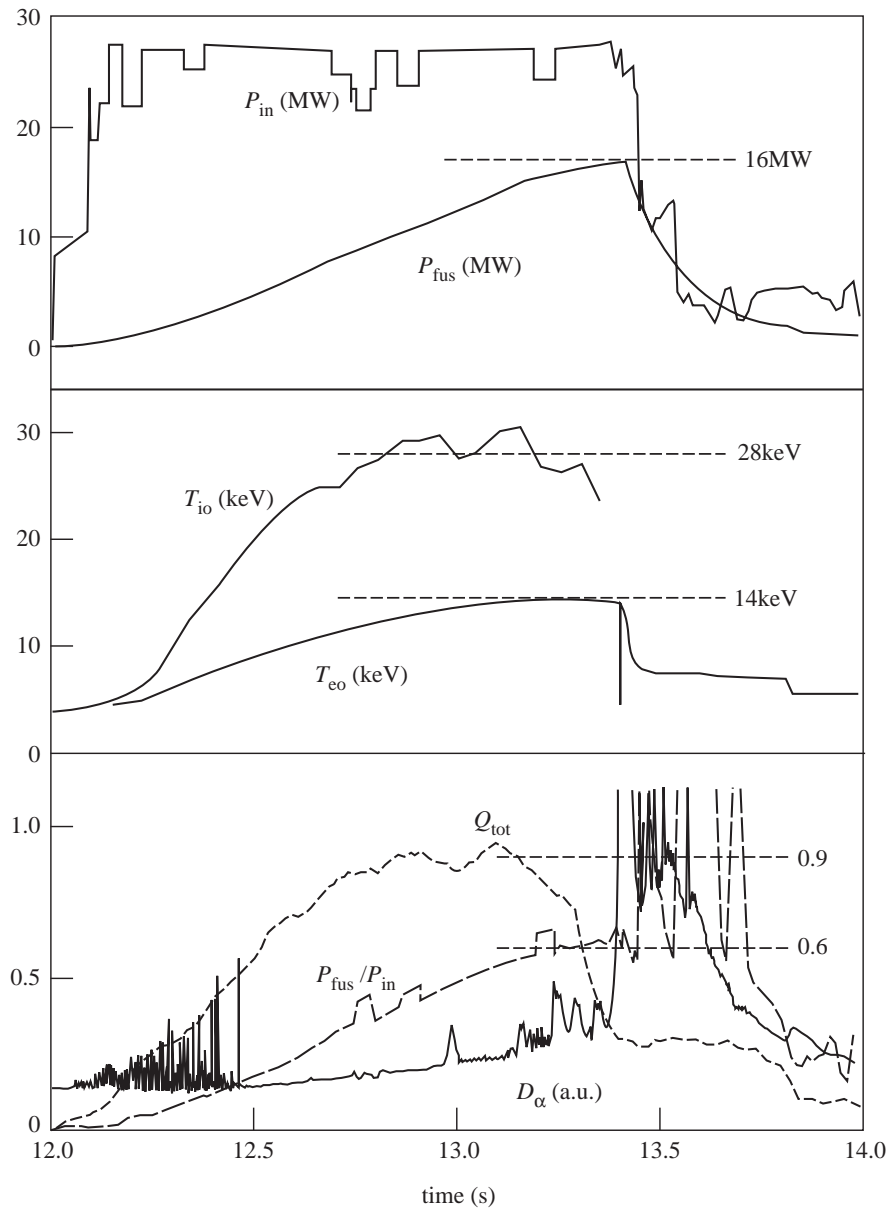 30
P_in (MW)
20
16MW
10
P_fus (MW)
0
30
28keV
T_io (keV)
20
14keV
10
T_eo (keV)
0
1.0
Q_tot
0.9
0.6
0.5
P_fus /P_in
D_α (a.u.)
0
12.0 12.5 13.0 13.5 14.0
time (s)